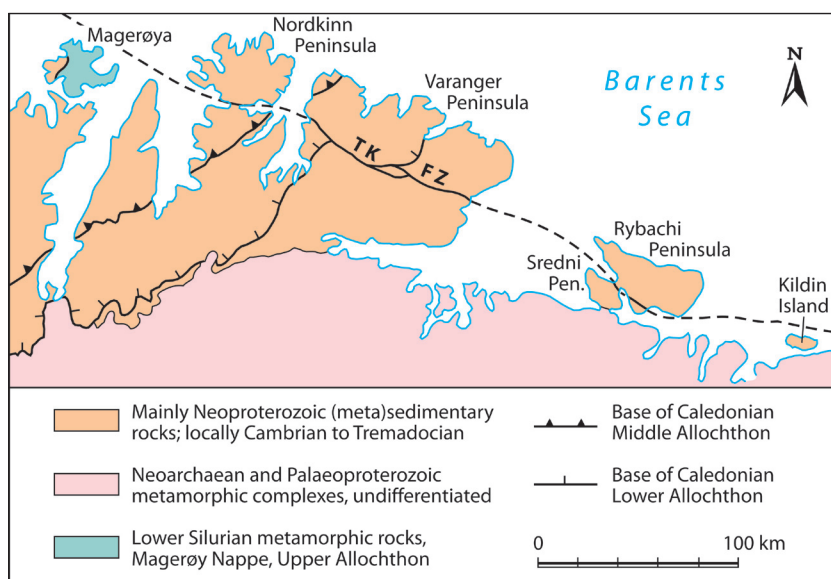 Magerøya
Nordkinn
Peninsula
Varanger
Peninsula
Barents
Sea
N
TK
FZ
Rybachi
Peninsula
Sredni
Pen.
Kildin
Island
Mainly Neoproterozoic (meta)sedimentary
rocks; locally Cambrian to Tremadocian
Neoarchaean and Palaeoproterozoic
metamorphic complexes, undifferentiated
Lower Silurian metamorphic rocks,
Magerøy Nappe, Upper Allochthon
Base of Caledonian
Middle Allochthon
Base of Caledonian
Lower Allochthon
0 100 km